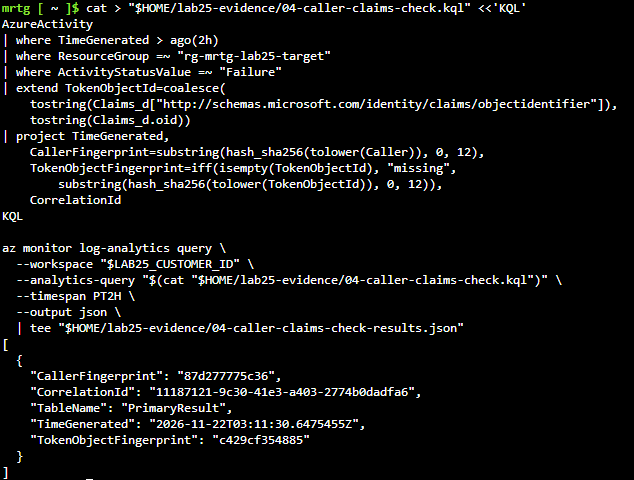 mrtg [ ~ ]$ cat > "$HOME/lab25-evidence/04-caller-claims-check.kql" <<'KQL'
AzureActivity
| where TimeGenerated > ago(2h)
| where ResourceGroup =~ "rg-mrtg-lab25-target"
| where ActivityStatusValue =~ "Failure"
| extend TokenObjectId=coalesce(
    tostring(Claims_d["http://schemas.microsoft.com/identity/claims/objectidentifier"]),
    tostring(Claims_d.oid))
| project TimeGenerated,
    CallerFingerprint=substring(hash_sha256(tolower(Caller)), 0, 12),
    TokenObjectFingerprint=iff(isempty(TokenObjectId), "missing",
        substring(hash_sha256(tolower(TokenObjectId)), 0, 12)),
    CorrelationId
KQL

az monitor log-analytics query \
  --workspace "$LAB25_CUSTOMER_ID" \
  --analytics-query "$(cat "$HOME/lab25-evidence/04-caller-claims-check.kql")" \
  --timespan PT2H \
  --output json \
  | tee "$HOME/lab25-evidence/04-caller-claims-check-results.json"
[
  {
    "CallerFingerprint": "87d277775c36",
    "CorrelationId": "11187121-9c30-41e3-a403-2774b0dadfa6",
    "TableName": "PrimaryResult",
    "TimeGenerated": "2026-11-22T03:11:30.6475455Z",
    "TokenObjectFingerprint": "c429cf354885"
  }
]